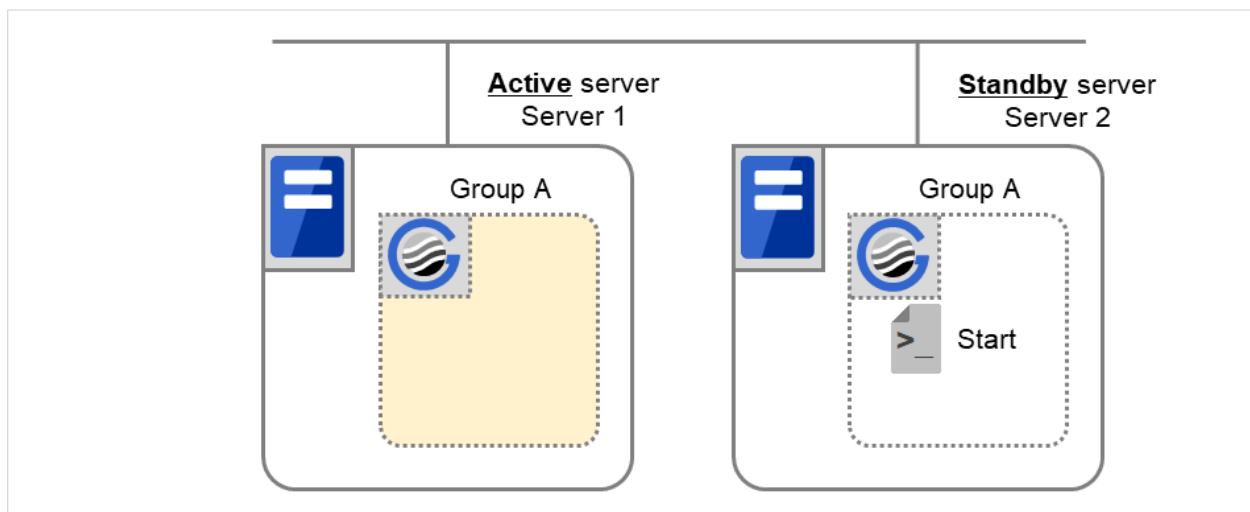 Active server
Server 1
Standby server
Server 2
Group A
Group A
>_ Start